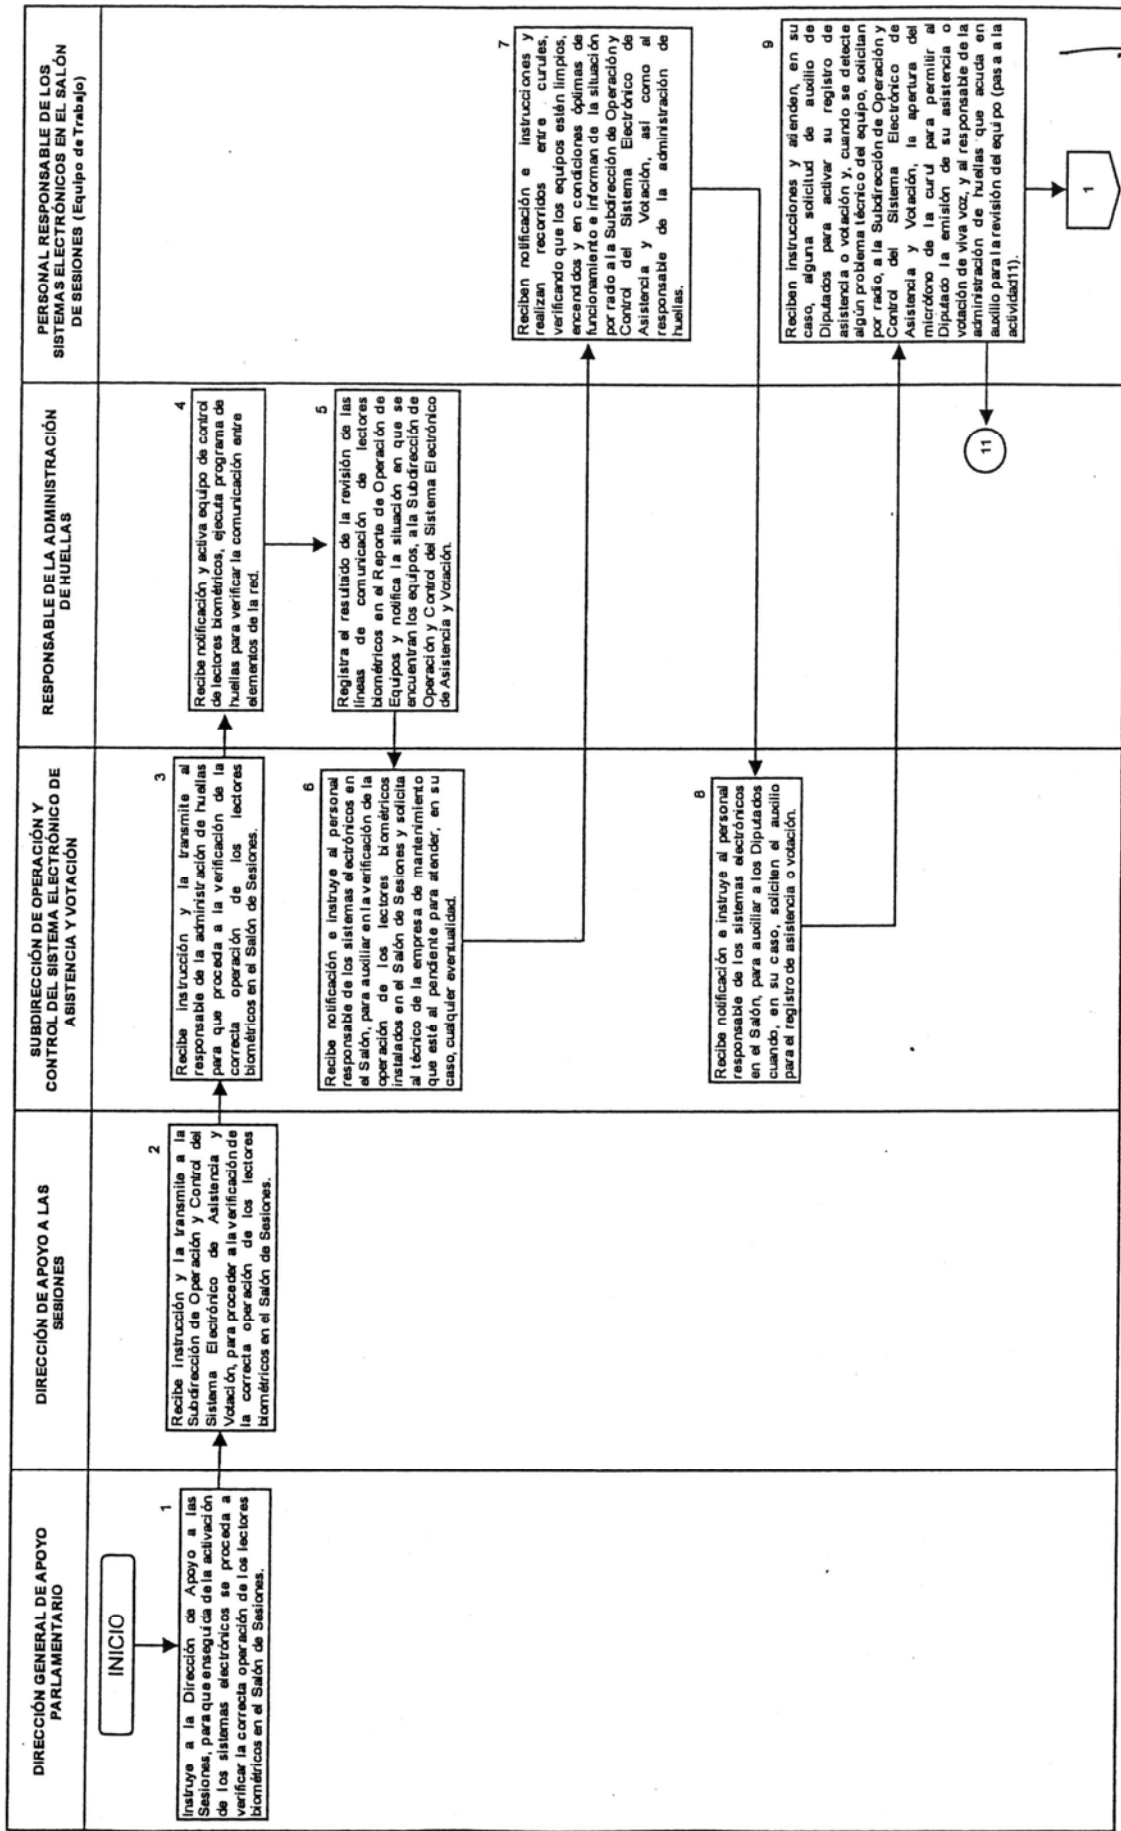 DIRECCIÓN GENERAL DE APOYO
PARLAMENTARIO
DIRECCIÓN DE APOYO A LAS
SESIONES
SUBDIRECCIÓN DE OPERACIÓN Y
CONTROL DEL SISTEMA ELECTRÓNICO DE
ASISTENCIA Y VOTACIÓN
RESPONSABLE DE LA ADMINISTRACIÓN
DE HUELLAS
PERSONAL RESPONSABLE DE LOS
SISTEMAS ELECTRÓNICOS EN EL SALÓN
DE SESIONES (Equipo de Trabajo)
INICIO
1
Instruye a la Dirección de Apoyo a las
Sesiones, para que enseguida de la activación
de los sistemas electrónicos se proceda a
verificar la correcta operación de los lectores
biométricos en el Salón de Sesiones.
2
Recibe instrucción y la transmite a la
Subdirección de Operación y Control del
Sistema Electrónico de Asistencia y
Votación, para proceder a la verificación de
la correcta operación de los lectores
biométricos en el Salón de Sesiones.
3
Recibe instrucción y la transmite al
responsable de la administración de huellas
para que proceda a la verificación de la
correcta operación de los lectores
biométricos en el Salón de Sesiones.
4
Recibe notificación y activa equipo de control
de lectores biométricos, ejecuta programa de
huellas para verificar la comunicación entre
elementos de la red.
5
Registra el resultado de la revisión de las
líneas de comunicación de lectores
biométricos en el Reporte de Operación de
Equipos y notifica la situación en que se
encuentran los equipos, a la Subdirección de
Operación y Control del Sistema Electrónico
de Asistencia y Votación.
6
Recibe notificación e instruye al personal
responsable de los sistemas electrónicos en
el Salón, para auxiliar en la verificación de la
operación de los lectores biométricos
instalados en el Salón de Sesiones y solicita
al técnico de la empresa de mantenimiento
que esté al pendiente para atender, en su
caso, cualquier eventualidad.
7
Reciben notificación e instrucciones y
realizan recorridos entre curules,
verificando que los equipos estén limpios,
encendidos y en condiciones óptimas de
funcionamiento e informan de la situación
por radio a la Subdirección de Operación y
Control del Sistema Electrónico de
Asistencia y Votación, así como al
responsable de la administración de
huellas.
8
Recibe notificación e instruye al personal
responsable de los sistemas electrónicos
en el Salón, para auxiliar a los Diputados
cuando, en su caso, soliciten el auxilio
para el registro de asistencia o votación.
9
Reciben instrucciones y atienden, en su
caso, alguna solicitud de auxilio de
Diputados para activar su registro de
asistencia o votación y, cuando se detecte
algún problema técnico del equipo, solicitan
por radio, a la Subdirección de Operación y
Control del Sistema Electrónico de
Asistencia y Votación, la apertura del
micrófono de la curul para permitir al
Diputado la emisión de su asistencia o
votación de viva voz, y al responsable de la
administración de huellas que acuda en
auxilio para la revisión del equipo (pasa a la
actividad11).
11
1